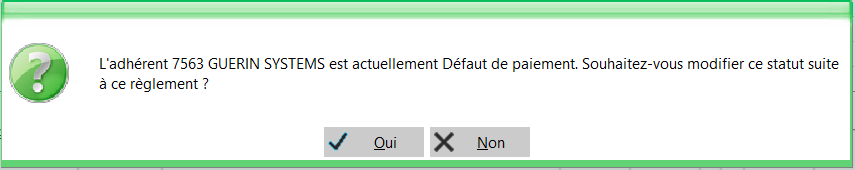 L'adhérent 7563 GUERIN SYSTEMS est actuellement Défaut de paiement. Souhaitez-vous modifier ce statut suite
à ce règlement ?
Oui Non